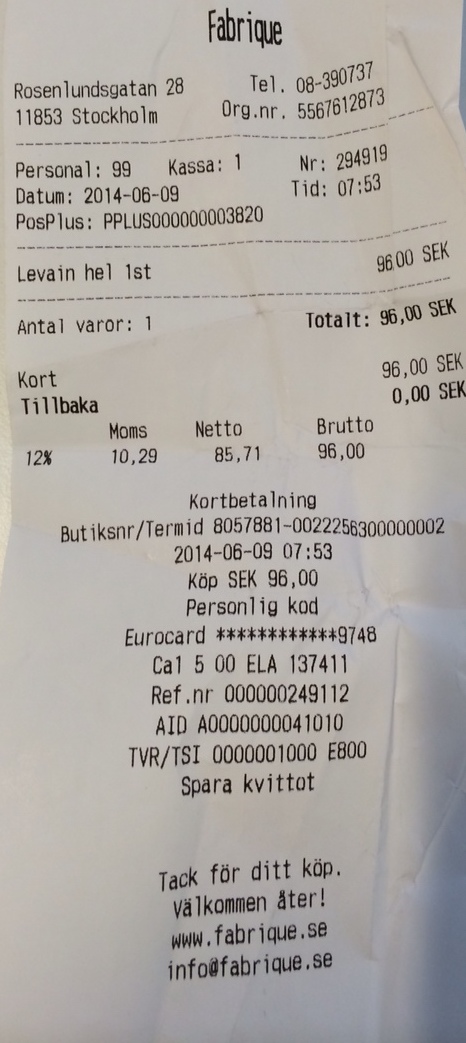 Fabrique
Rosenlundsgatan 28 Tel. 08-390737
11853 Stockholm Org.nr. 5567612873
Personal: 99 Kassa: 1 Nr: 294919
Datum: 2014-06-09 Tid: 07:53
PosPlus: PPLUS000000003820
Levain hel 1st 96,00 SEK
Antal varor: 1 Totalt: 96,00 SEK
Kort 96,00 SEK
Tillbaka 0,00 SEK
Moms Netto Brutto
12% 10,29 85,71 96,00
Kortbetalning
Butiksnr/Termid 8057881-0022256300000002
2014-06-09 07:53
Köp SEK 96,00
Personlig kod
Eurocard ************9748
Ca1 5 00 ELA 137411
Ref.nr 000000249112
AID A0000000041010
TVR/TSI 0000001000 E800
Spara kvittot
Tack för ditt köp.
Välkommen åter!
www.fabrique.se
info@fabrique.se